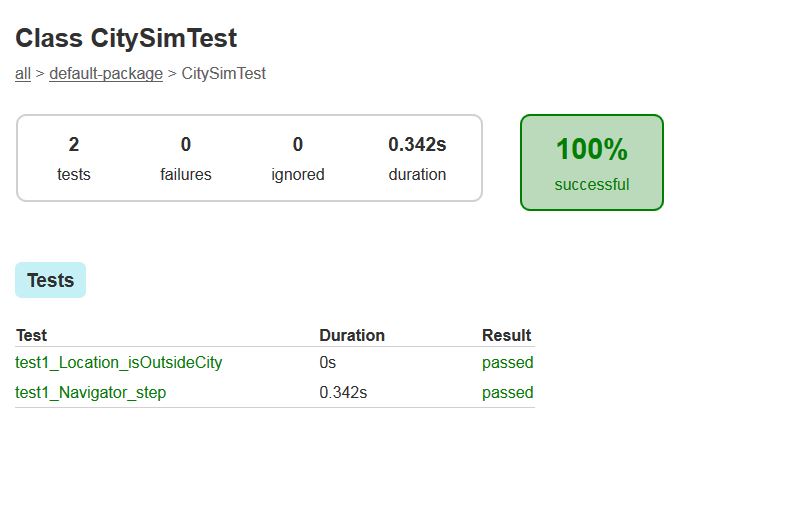 Class CitySimTest
all > default-package > CitySimTest
2 0 0 0.342s 100%
tests failures ignored duration successful
Tests
Test Duration Result
test1_Location_isOutsideCity 0s passed
test1_Navigator_step 0.342s passed